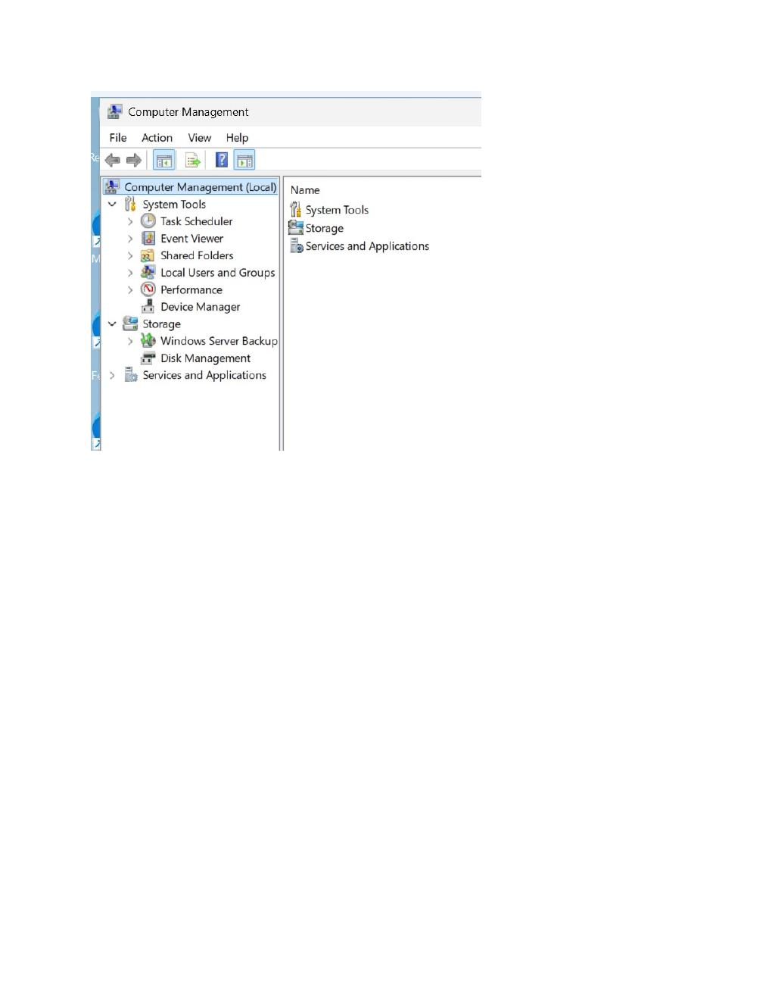 Computer Management
File Action View Help
Re
Computer Management (Local)
Name
System Tools
System Tools
Task Scheduler
Storage
Event Viewer
Services and Applications
Shared Folders
M
Local Users and Groups
Performance
Device Manager
Storage
Windows Server Backup
Disk Management
Fe
Services and Applications